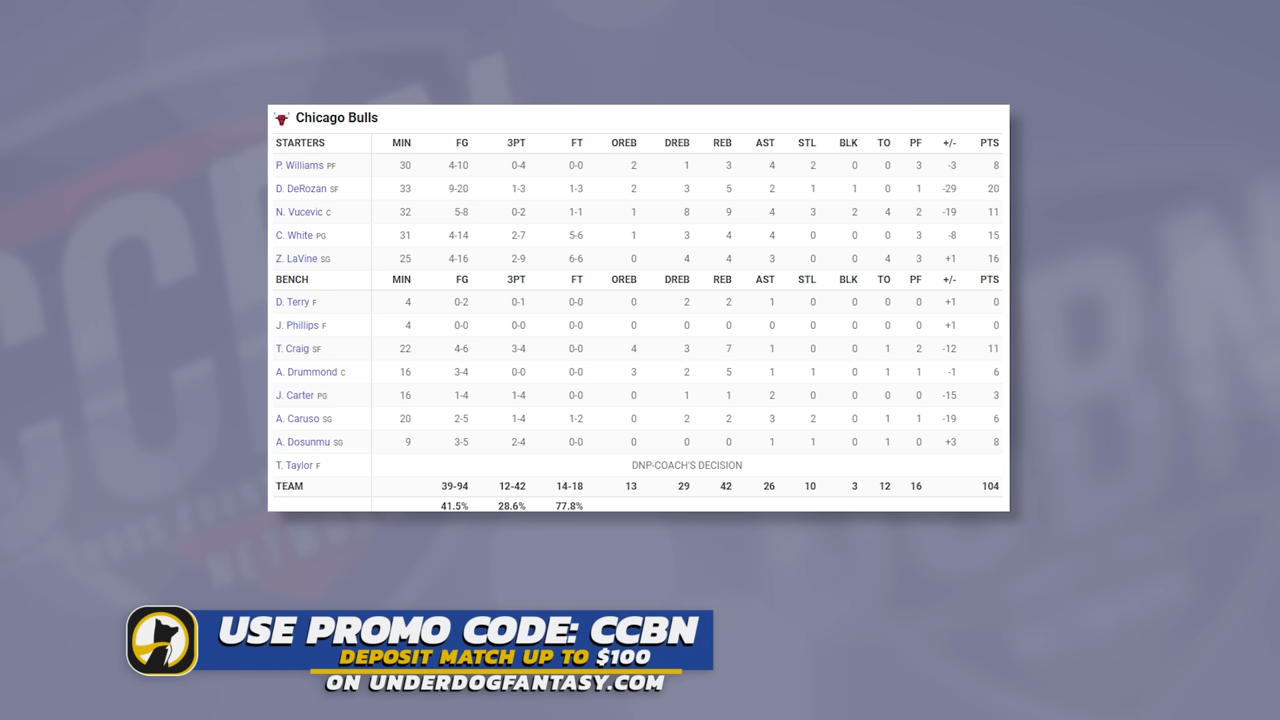 Chicago Bulls
STARTERS MIN FG 3PT FT OREB DREB REB AST STL BLK TO PF +/- PTS
P. Williams PF 30 4-10 0-4 0-0 2 1 3 4 2 0 0 3 -3 8
D. DeRozan SF 33 9-20 1-3 1-3 2 3 5 2 1 1 0 1 -29 20
N. Vucevic C 32 5-8 0-2 1-1 1 8 9 4 3 2 4 2 -19 11
C. White PG 31 4-14 2-7 5-6 1 3 4 4 0 0 0 3 -8 15
Z. LaVine SG 25 4-16 2-9 6-6 0 4 4 3 0 0 4 3 +1 16
BENCH MIN FG 3PT FT OREB DREB REB AST STL BLK TO PF +/- PTS
D. Terry F 4 0-2 0-1 0-0 0 2 2 1 0 0 0 0 +1 0
J. Phillips F 4 0-0 0-0 0-0 0 0 0 0 0 0 0 0 +1 0
T. Craig SF 22 4-6 3-4 0-0 4 3 7 1 0 0 1 2 -12 11
A. Drummond C 16 3-4 0-0 0-0 3 2 5 1 1 0 1 1 -1 6
J. Carter PG 16 1-4 1-4 0-0 0 1 1 2 0 0 0 0 -15 3
A. Caruso SG 20 2-5 1-4 1-2 0 2 2 3 2 0 1 1 -19 6
A. Dosunmu SG 9 3-5 2-4 0-0 0 0 0 1 1 0 1 0 +3 8
T. Taylor F DNP-COACH'S DECISION
TEAM 39-94 12-42 14-18 13 29 42 26 10 3 12 16 104
41.5% 28.6% 77.8%
USE PROMO CODE: CCBN
DEPOSIT MATCH UP TO $100
ON UNDERDOGFANTASY.COM